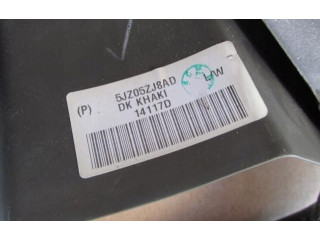 5JZ05ZJ8AD
L/W
(P) DK KHAKI
14117D